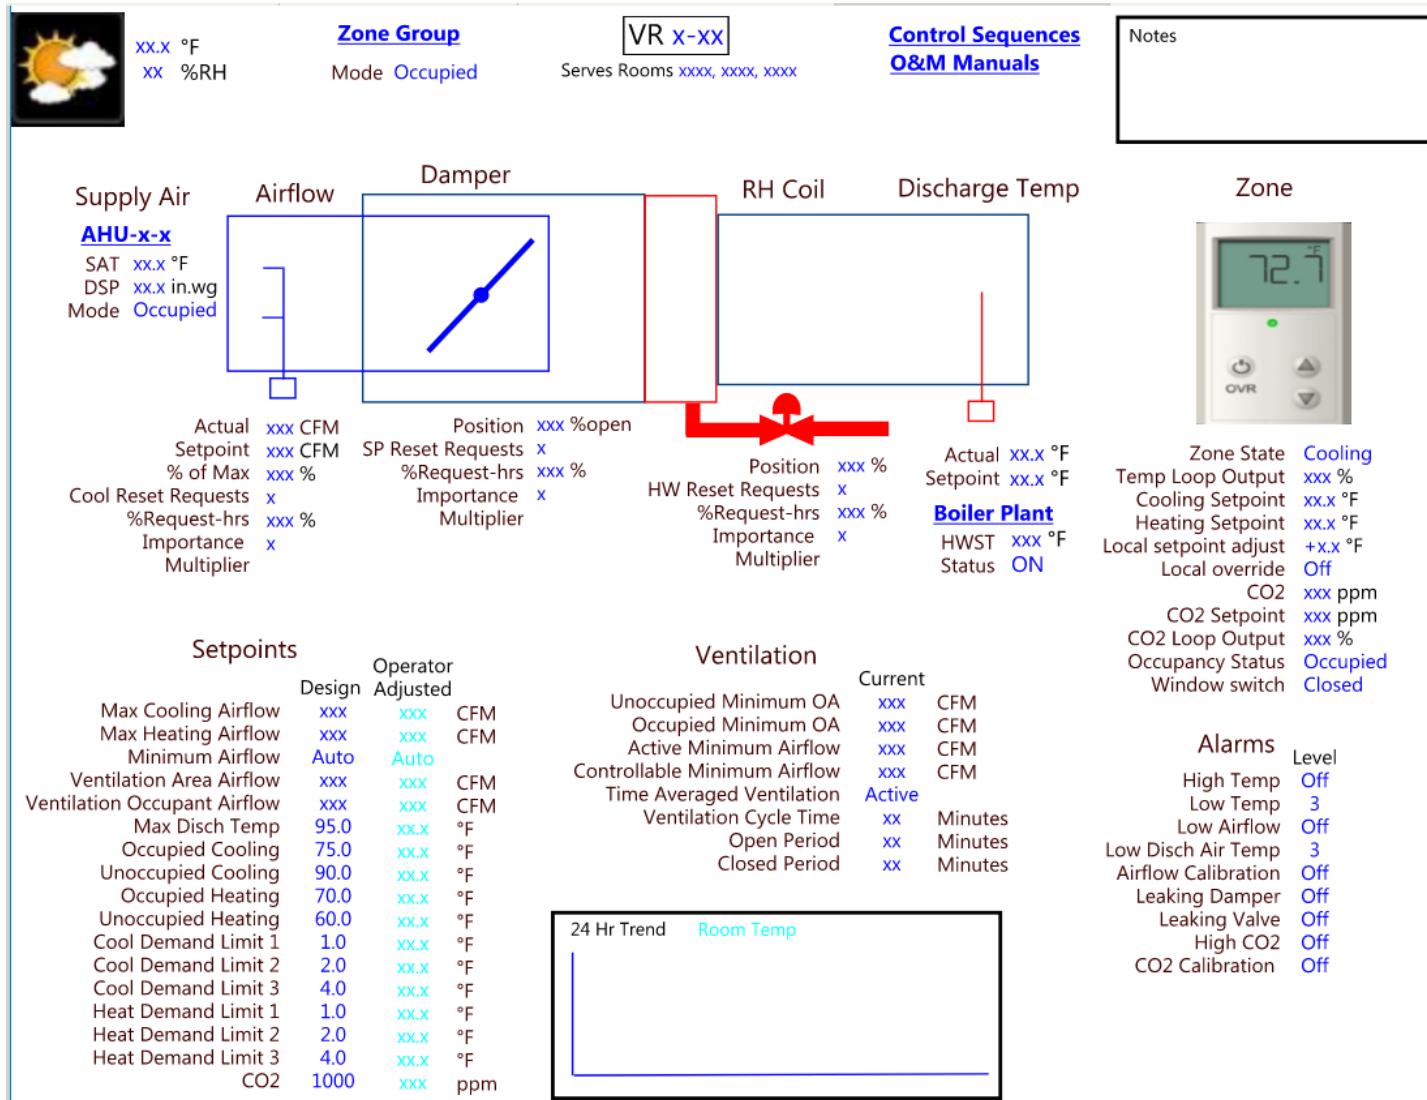 xx.x °F
xx %RH
Zone Group
Mode Occupied
VR x-xx
Serves Rooms xxxx, xxxx, xxxx
Control Sequences
O&M Manuals
Notes
Supply Air
AHU-x-x
SAT xx.x °F
DSP xx.x in.wg
Mode Occupied
Airflow
Damper
RH Coil
Discharge Temp
Zone
°F
72.7
OVR
Actual xxx CFM
Setpoint xxx CFM
% of Max xxx %
Cool Reset Requests x
%Request-hrs xxx %
Importance x
Multiplier
Position xxx %open
SP Reset Requests x
%Request-hrs xxx %
Importance x
Multiplier
Position xxx %
HW Reset Requests x
%Request-hrs xxx %
Importance x
Multiplier
Actual xx.x °F
Setpoint xx.x °F
Boiler Plant
HWST xxx °F
Status ON
Zone State Cooling
Temp Loop Output xxx %
Cooling Setpoint xx.x °F
Heating Setpoint xx.x °F
Local setpoint adjust +x.x °F
Local override Off
CO2 xxx ppm
CO2 Setpoint xxx ppm
CO2 Loop Output xxx %
Occupancy Status Occupied
Window switch Closed
Setpoints
Design Operator
Adjusted
Max Cooling Airflow xxx xxx CFM
Max Heating Airflow xxx xxx CFM
Minimum Airflow Auto Auto
Ventilation Area Airflow xxx xxx CFM
Ventilation Occupant Airflow xxx xxx CFM
Max Disch Temp 95.0 xx.x °F
Occupied Cooling 75.0 xx.x °F
Unoccupied Cooling 90.0 xx.x °F
Occupied Heating 70.0 xx.x °F
Unoccupied Heating 60.0 xx.x °F
Cool Demand Limit 1 1.0 xx.x °F
Cool Demand Limit 2 2.0 xx.x °F
Cool Demand Limit 3 4.0 xx.x °F
Heat Demand Limit 1 1.0 xx.x °F
Heat Demand Limit 2 2.0 xx.x °F
Heat Demand Limit 3 4.0 xx.x °F
CO2 1000 xxx ppm
Ventilation
Current
Unoccupied Minimum OA xxx CFM
Occupied Minimum OA xxx CFM
Active Minimum Airflow xxx CFM
Controllable Minimum Airflow xxx CFM
Time Averaged Ventilation Active
Ventilation Cycle Time xx Minutes
Open Period xx Minutes
Closed Period xx Minutes
24 Hr Trend Room Temp
Alarms
Level
High Temp Off
Low Temp 3
Low Airflow Off
Low Disch Air Temp 3
Airflow Calibration Off
Leaking Damper Off
Leaking Valve Off
High CO2 Off
CO2 Calibration Off